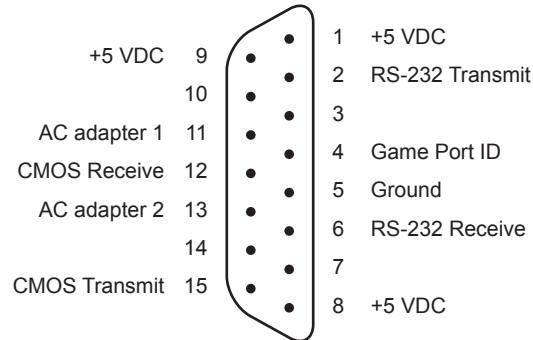 1 +5 VDC
+5 VDC 9
2 RS-232 Transmit
10
3
AC adapter 1 11
4 Game Port ID
CMOS Receive 12
5 Ground
AC adapter 2 13
6 RS-232 Receive
14
7
CMOS Transmit 15
8 +5 VDC